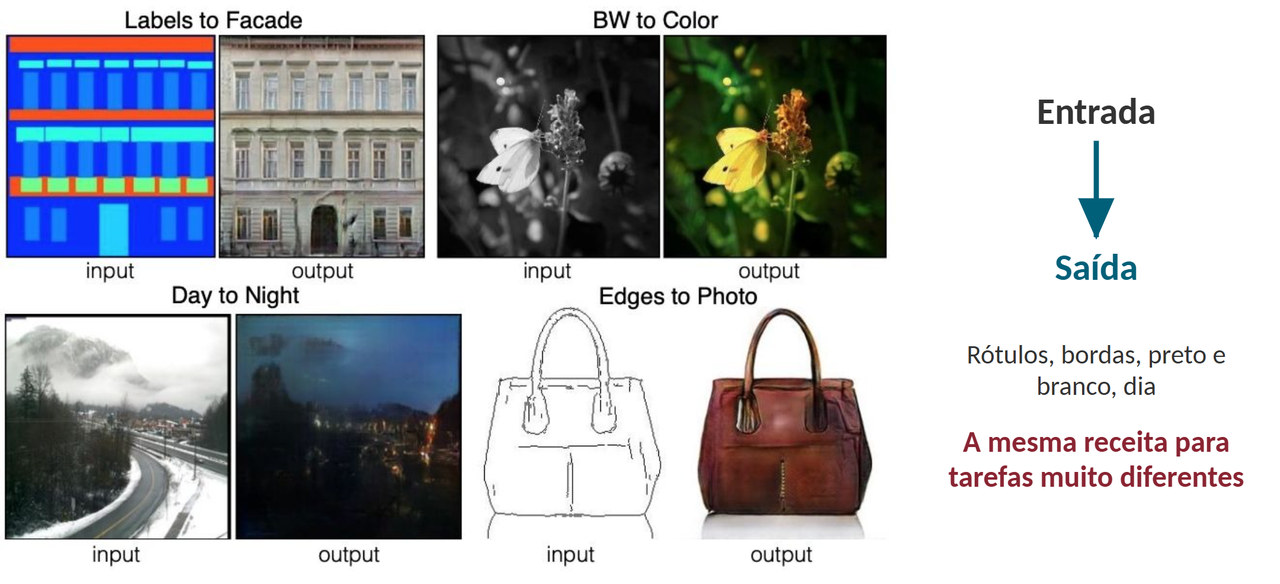 Labels to Facade
BW to Color
input
output
input
output
Day to Night
Edges to Photo
input
output
input
output
Entrada
Saída
Rótulos, bordas, preto e
branco, dia
A mesma receita para
tarefas muito diferentes